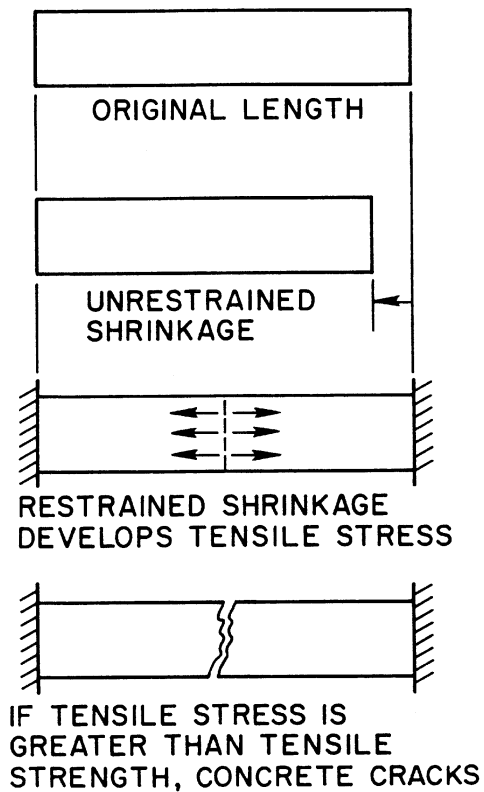 ORIGINAL LENGTH
UNRESTRAINED
SHRINKAGE
RESTRAINED SHRINKAGE
DEVELOPS TENSILE STRESS
IF TENSILE STRESS IS
GREATER THAN TENSILE
STRENGTH, CONCRETE CRACKS